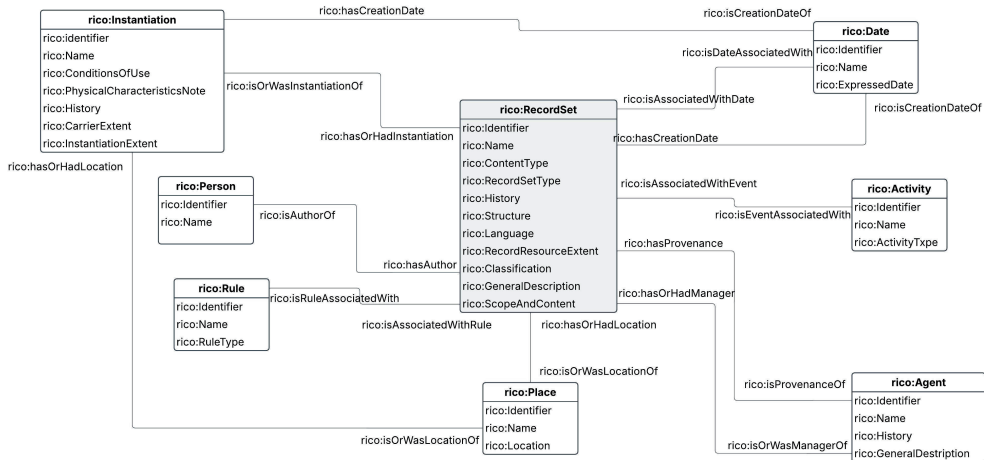 rico:hasCreationDate
rico:isCreationDateOf
rico:Instantiation
rico:identifier
rico:Name
rico:ConditionsOfUse
rico:PhysicalCharacteristicsNote
rico:History
rico:CarrierExtent
rico:InstantiationExtent
rico:Date
rico:Identifier
rico:Name
rico:ExpressedDate
rico:isDateAssociatedWith
rico:isOrWasInstantiationOf
rico:isAssociatedWithDate
rico:isCreationDateOf
rico:hasOrHadInstantiation
rico:hasCreationDate
rico:hasOrHadLocation
rico:RecordSet
rico:Identifier
rico:Name
rico:ContentType
rico:RecordSetType
rico:History
rico:Structure
rico:Language
rico:RecordResourceExtent
rico:Classification
rico:GeneralDescription
rico:ScopeAndContent
rico:Person
rico:Identifier
rico:Name
rico:isAuthorOf
rico:hasAuthor
rico:isAssociatedWithEvent
rico:isEventAssociatedWith
rico:Activity
rico:Identifier
rico:Name
rico:ActivityTxpe
rico:hasProvenance
rico:hasOrHadManager
rico:Rule
rico:Identifier
rico:Name
rico:RuleType
rico:isRuleAssociatedWith
rico:isAssociatedWithRule
rico:hasOrHadLocation
rico:isOrWasLocationOf
rico:Place
rico:Identifier
rico:Name
rico:Location
rico:isOrWasLocationOf
rico:isProvenanceOf
rico:isOrWasManagerOf
rico:Agent
rico:Identifier
rico:Name
rico:History
rico:GeneralDestription